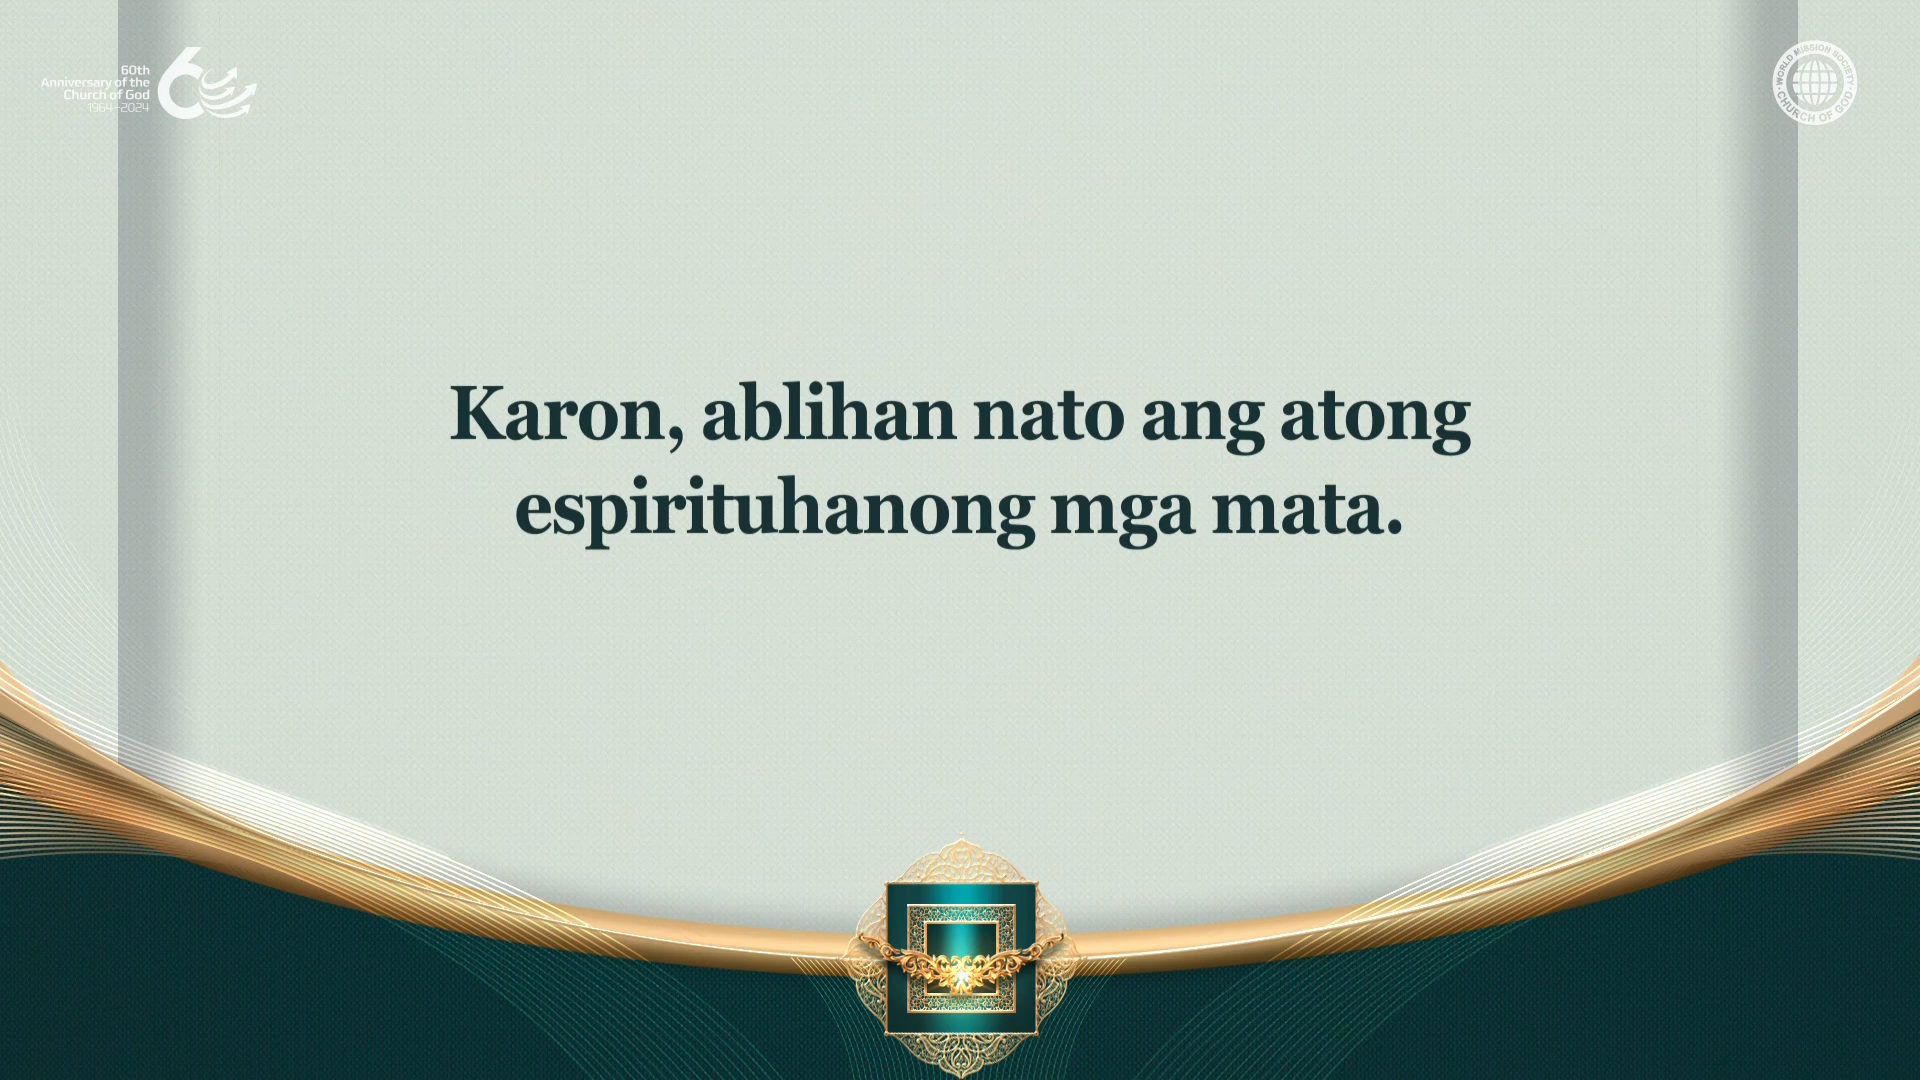 60th
Anniversary of the
Church of God
1964–2024
WORLD MISSION SOCIETY
CHURCH OF GOD
Karon, ablihan nato ang atong
espirituhanong mga mata.